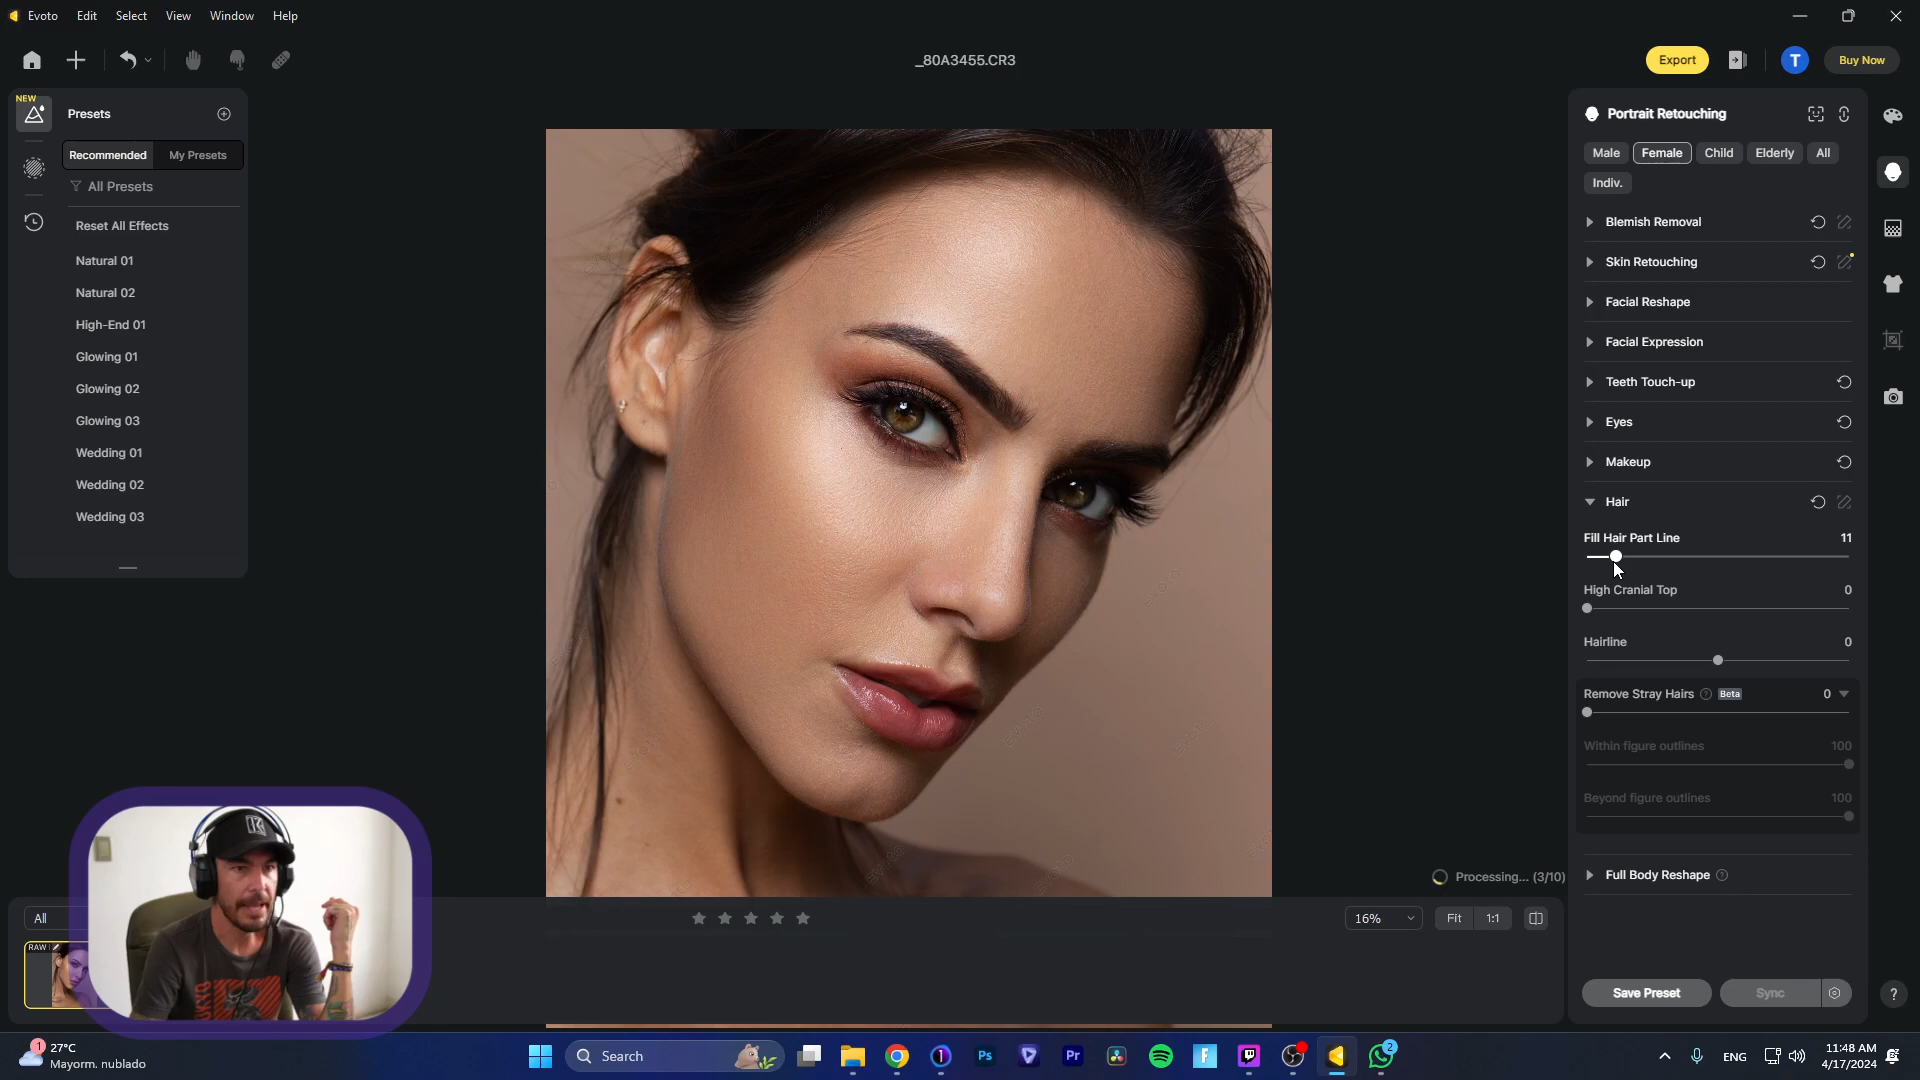 Evoto Edit Select View Window Help
_80A3455.CR3
Export
T
Buy Now
NEW
Presets
Recommended My Presets
All Presets
Reset All Effects
Natural 01
Natural 02
High-End 01
Glowing 01
Glowing 02
Glowing 03
Wedding 01
Wedding 02
Wedding 03
Portrait Retouching
Male Female Child Elderly All
Indiv.
Blemish Removal
Skin Retouching
Facial Reshape
Facial Expression
Teeth Touch-up
Eyes
Makeup
Hair
Fill Hair Part Line 11
High Cranial Top 0
Hairline 0
Remove Stray Hairs ? Beta 0
Within figure outlines 100
Beyond figure outlines 100
Full Body Reshape ?
Processing... (3/10)
All
16%
Fit 1:1
RAW
Save Preset Sync
?
1
27°C
Mayorm. nublado
Search
Ps
Pr
F
2
ENG
11:48 AM
4/17/2024